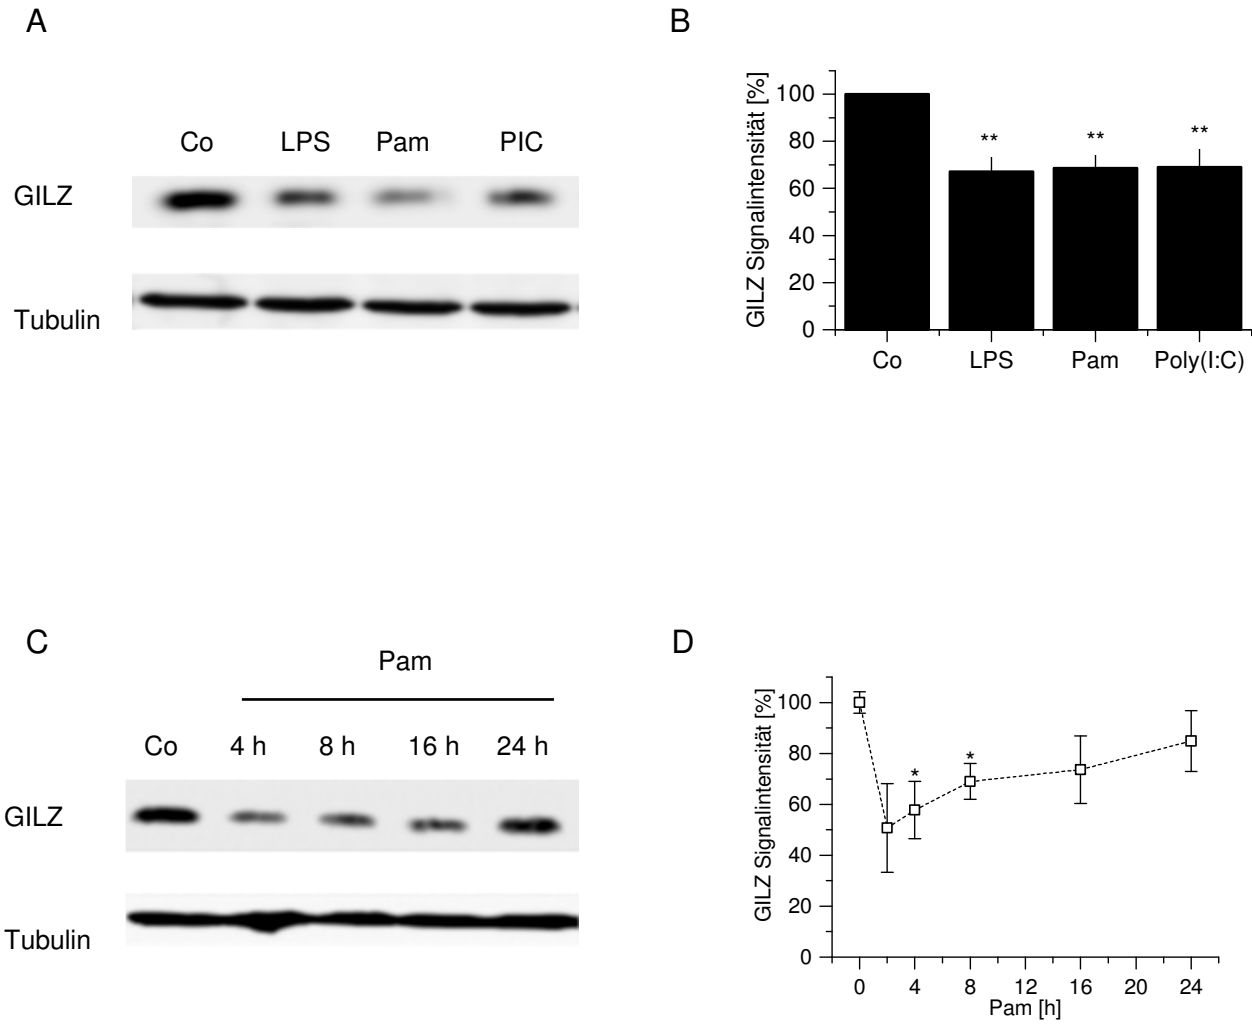 A
Co LPS Pam PIC
GILZ
Tubulin
B
GILZ Signalintensität [%]
100
80
60
40
20
0
** ** **
Co LPS Pam Poly(I:C)
C
Pam
Co 4 h 8 h 16 h 24 h
GILZ
Tubulin
D
GILZ Signalintensität [%]
100
80
60
40
20
0
* *
0 4 8 12 16 20 24
Pam [h]